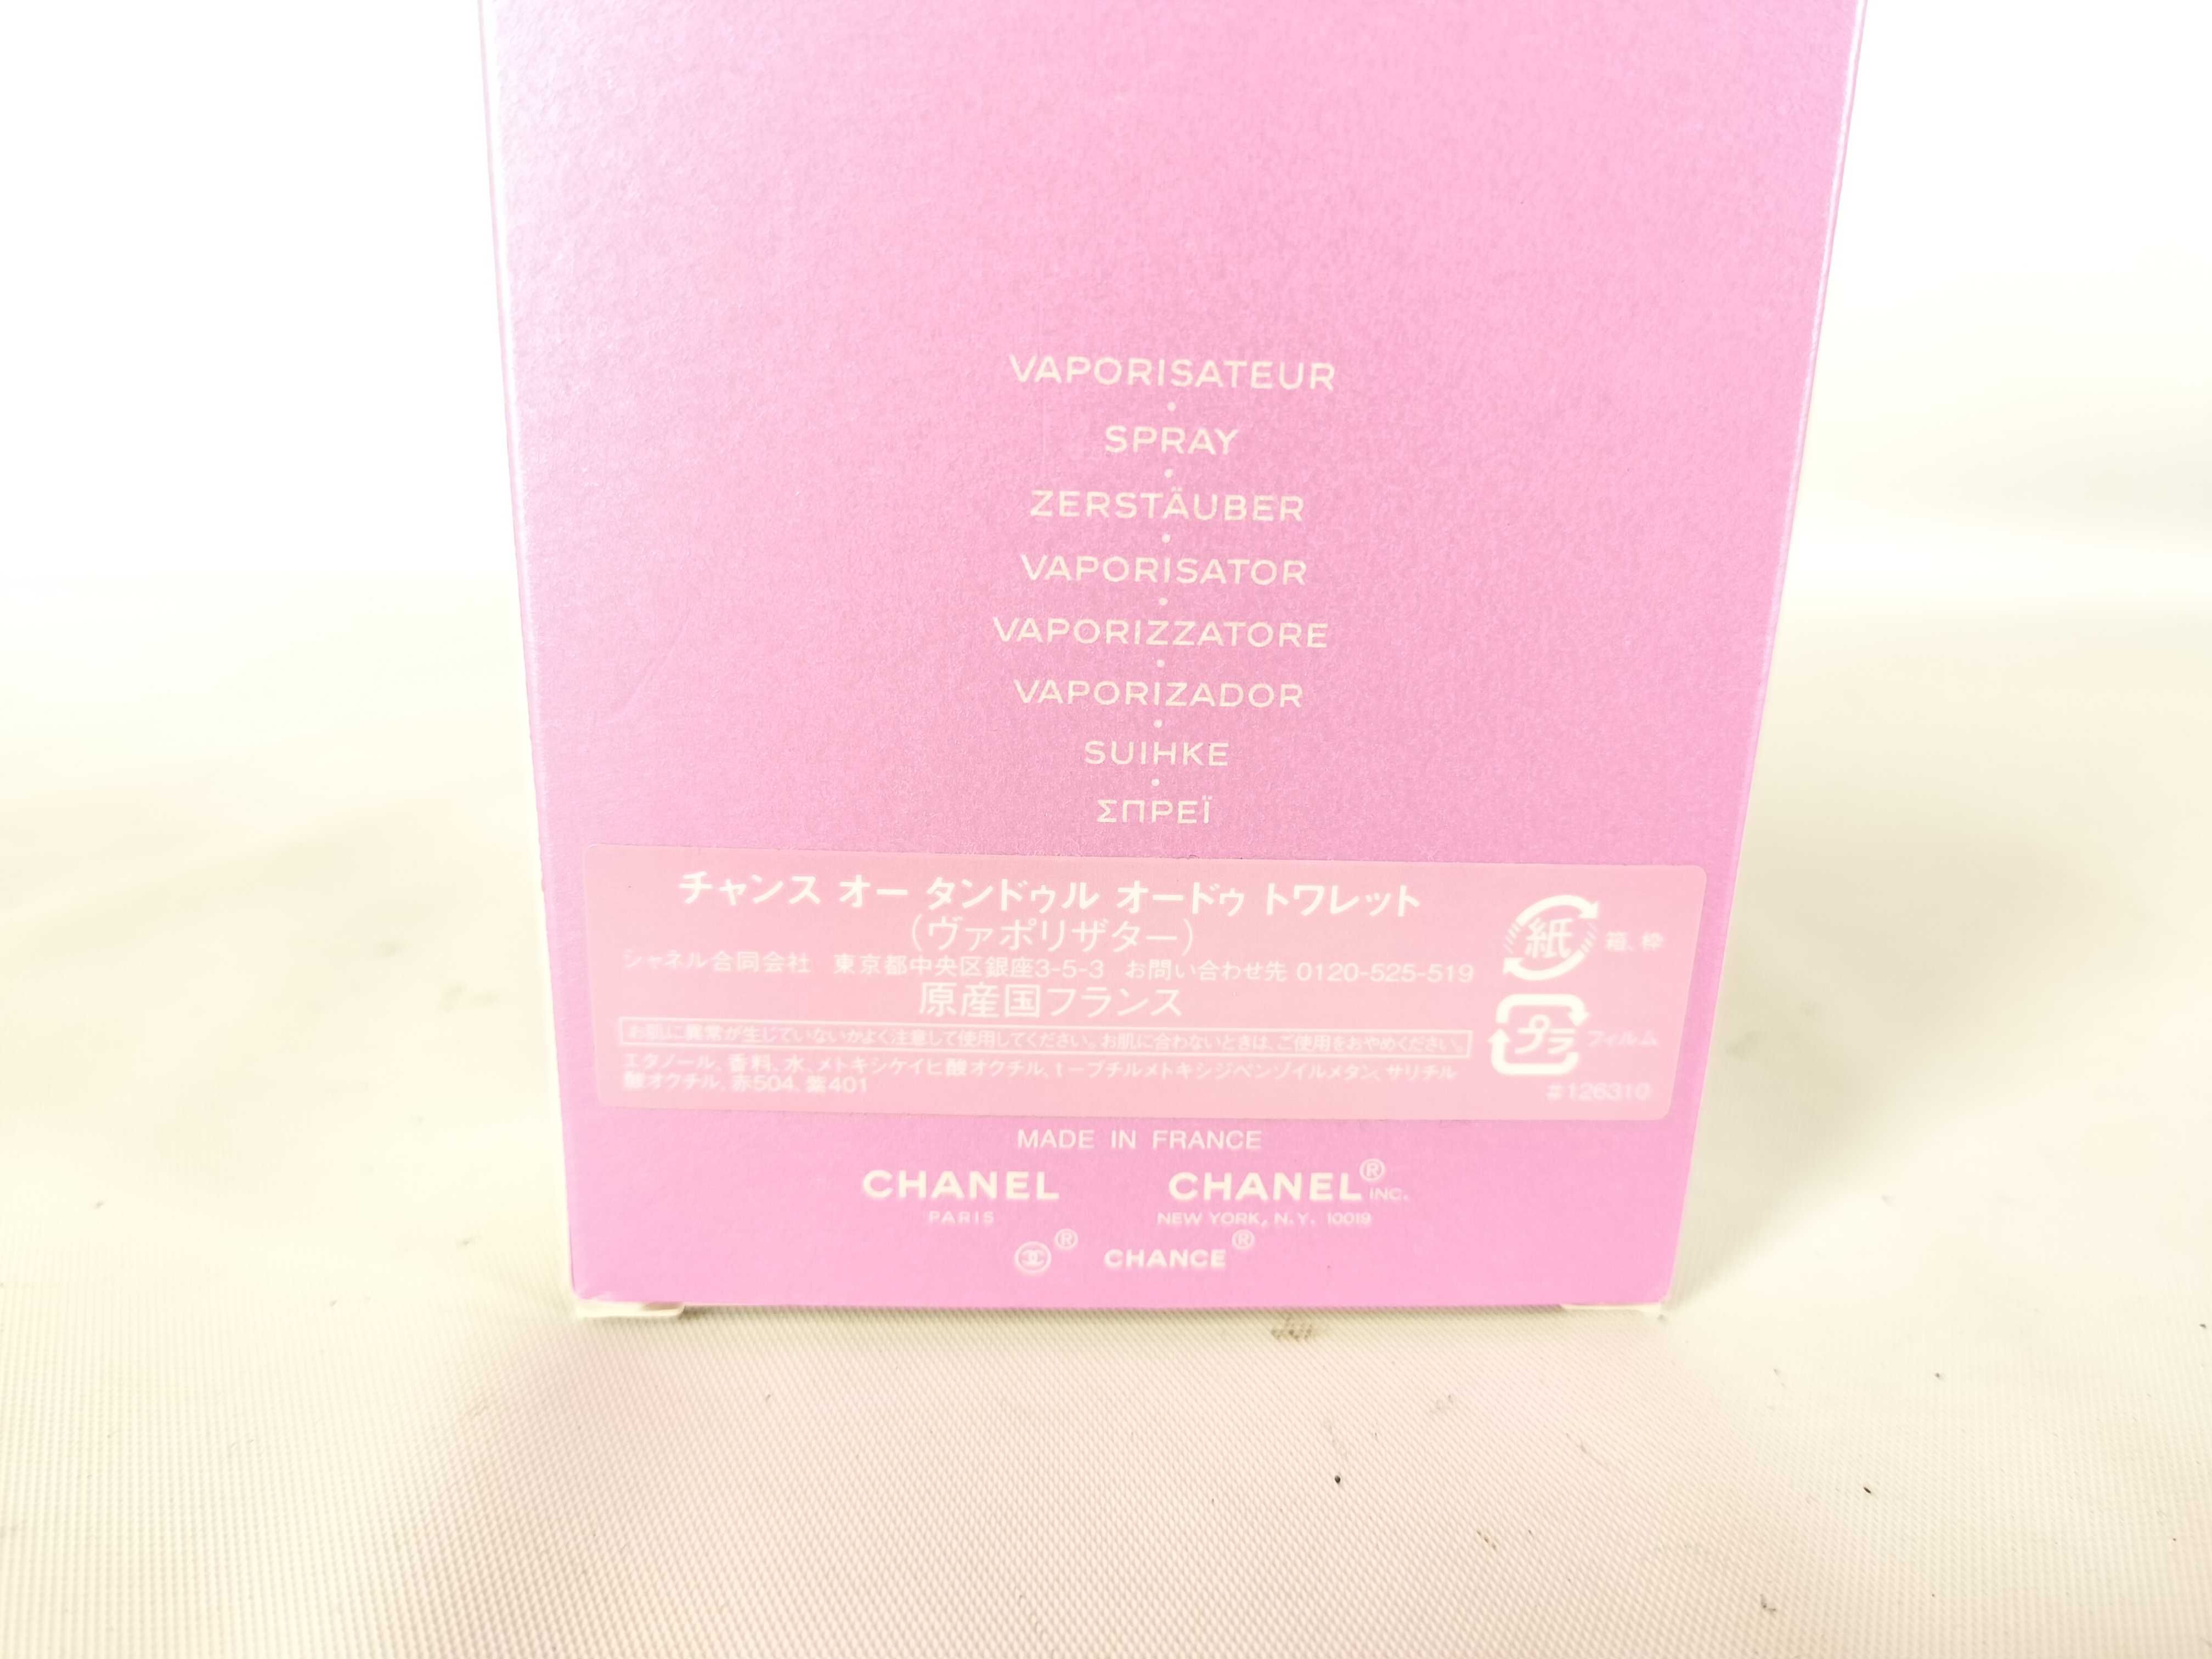 VAPORISATEUR
SPRAY
ZERSTÄUBER
VAPORISATOR
VAPORIZZATORE
VAPORIZADOR
SUIHKE
ΣΠΡΕΪ
チャンス オー タンドゥル オードゥ トワレット
(ヴァポリザター)
シャネル合同会社 東京都中央区銀座3-5-3 お問い合わせ先 0120-525-519
原産国フランス
お肌に異常が生じていないかよく注意して使用してください。お肌に合わないときは、ご使用をおやめください。
エタノール、香料、水、メトキシケイヒ酸オクチル、t-ブチルメトキシジベンゾイルメタン、サリチル
酸オクチル、赤504、紫401
紙 箱、枠
プラ フィルム
#126310
MADE IN FRANCE
CHANEL CHANEL® INC.
PARIS NEW YORK, N.Y. 10019
® CHANCE®